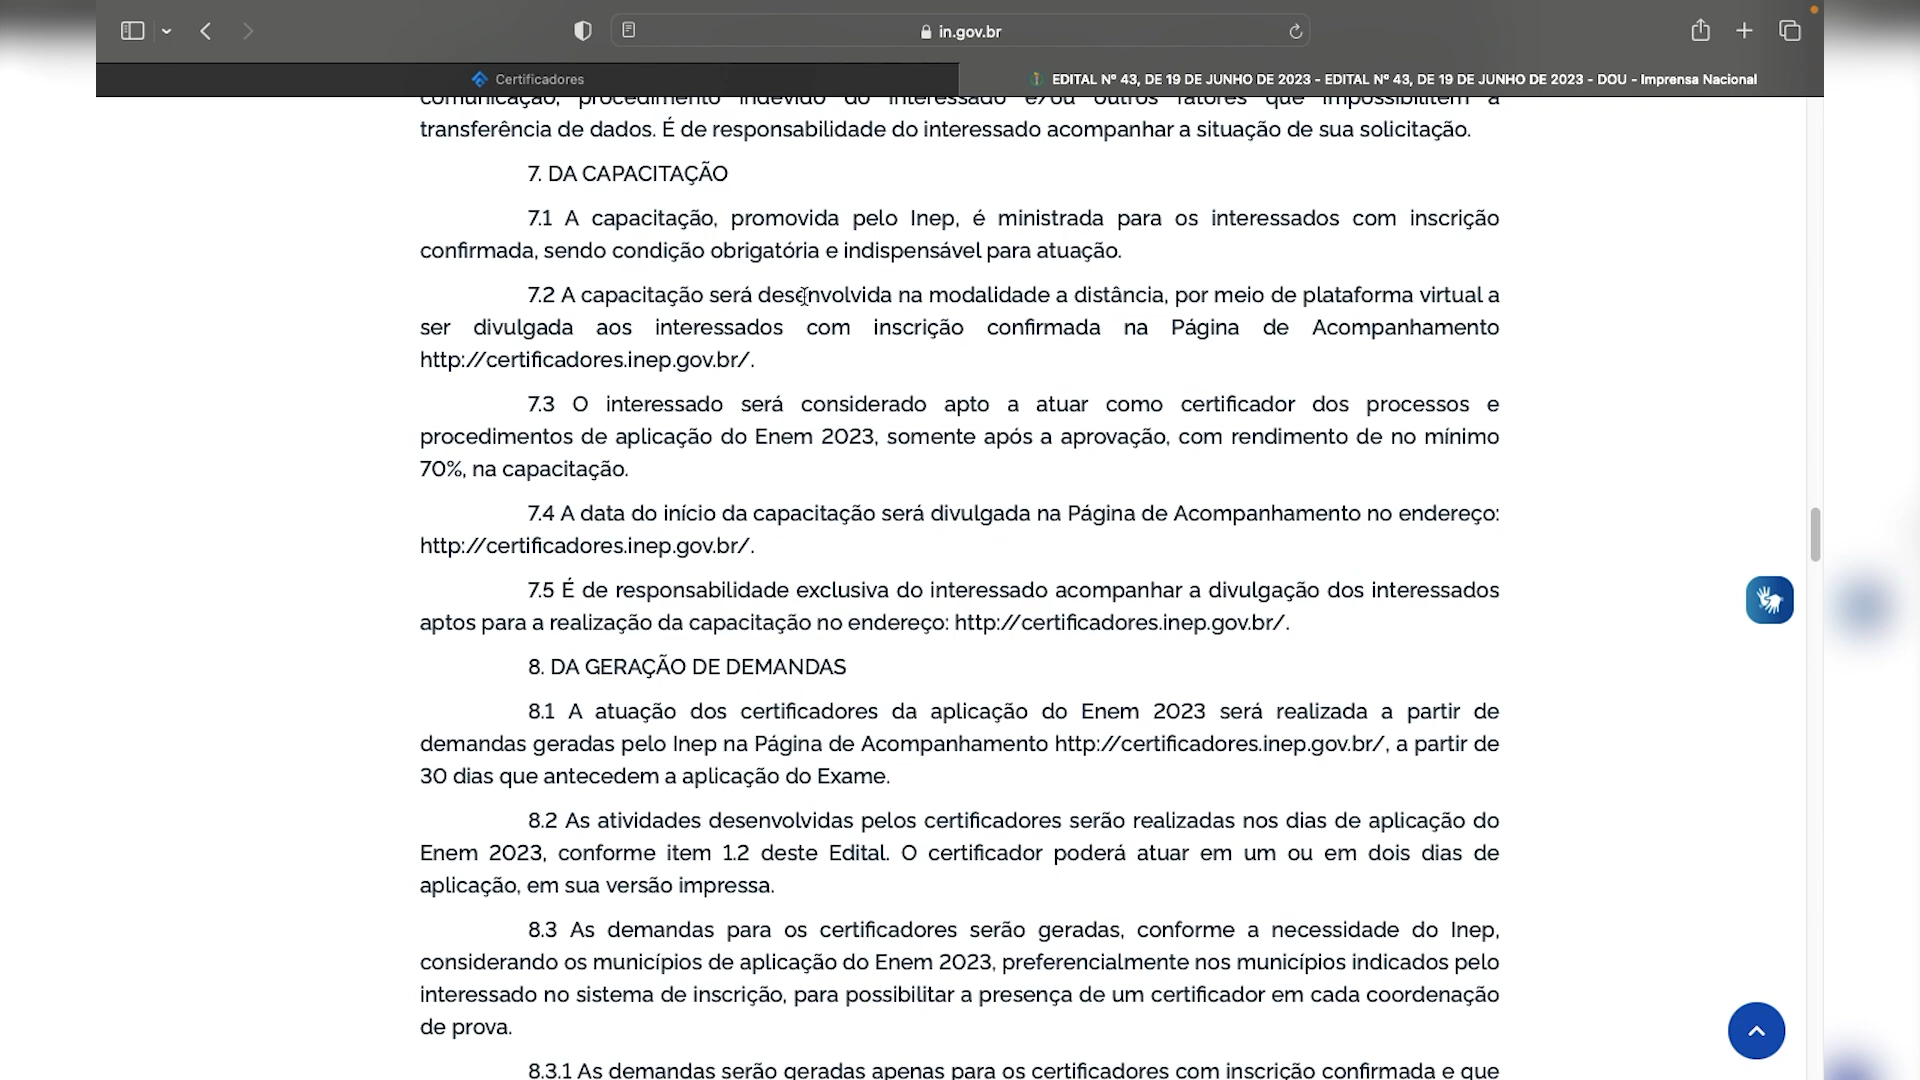 in.gov.br
Certificadores
EDITAL Nº 43, DE 19 DE JUNHO DE 2023 - EDITAL Nº 43, DE 19 DE JUNHO DE 2023 - DOU - Imprensa Nacional
comunicação, procedimento indevido do interessado e/ou outros fatores que impossibilitem a
transferência de dados. É de responsabilidade do interessado acompanhar a situação de sua solicitação.
7. DA CAPACITAÇÃO
7.1 A capacitação, promovida pelo Inep, é ministrada para os interessados com inscrição
confirmada, sendo condição obrigatória e indispensável para atuação.
7.2 A capacitação será desenvolvida na modalidade a distância, por meio de plataforma virtual a
ser divulgada aos interessados com inscrição confirmada na Página de Acompanhamento
http://certificadores.inep.gov.br/.
7.3 O interessado será considerado apto a atuar como certificador dos processos e
procedimentos de aplicação do Enem 2023, somente após a aprovação, com rendimento de no mínimo
70%, na capacitação.
7.4 A data do início da capacitação será divulgada na Página de Acompanhamento no endereço:
http://certificadores.inep.gov.br/.
7.5 É de responsabilidade exclusiva do interessado acompanhar a divulgação dos interessados
aptos para a realização da capacitação no endereço: http://certificadores.inep.gov.br/.
8. DA GERAÇÃO DE DEMANDAS
8.1 A atuação dos certificadores da aplicação do Enem 2023 será realizada a partir de
demandas geradas pelo Inep na Página de Acompanhamento http://certificadores.inep.gov.br/, a partir de
30 dias que antecedem a aplicação do Exame.
8.2 As atividades desenvolvidas pelos certificadores serão realizadas nos dias de aplicação do
Enem 2023, conforme item 1.2 deste Edital. O certificador poderá atuar em um ou em dois dias de
aplicação, em sua versão impressa.
8.3 As demandas para os certificadores serão geradas, conforme a necessidade do Inep,
considerando os municípios de aplicação do Enem 2023, preferencialmente nos municípios indicados pelo
interessado no sistema de inscrição, para possibilitar a presença de um certificador em cada coordenação
de prova.
8.3.1 As demandas serão geradas apenas para os certificadores com inscrição confirmada e que